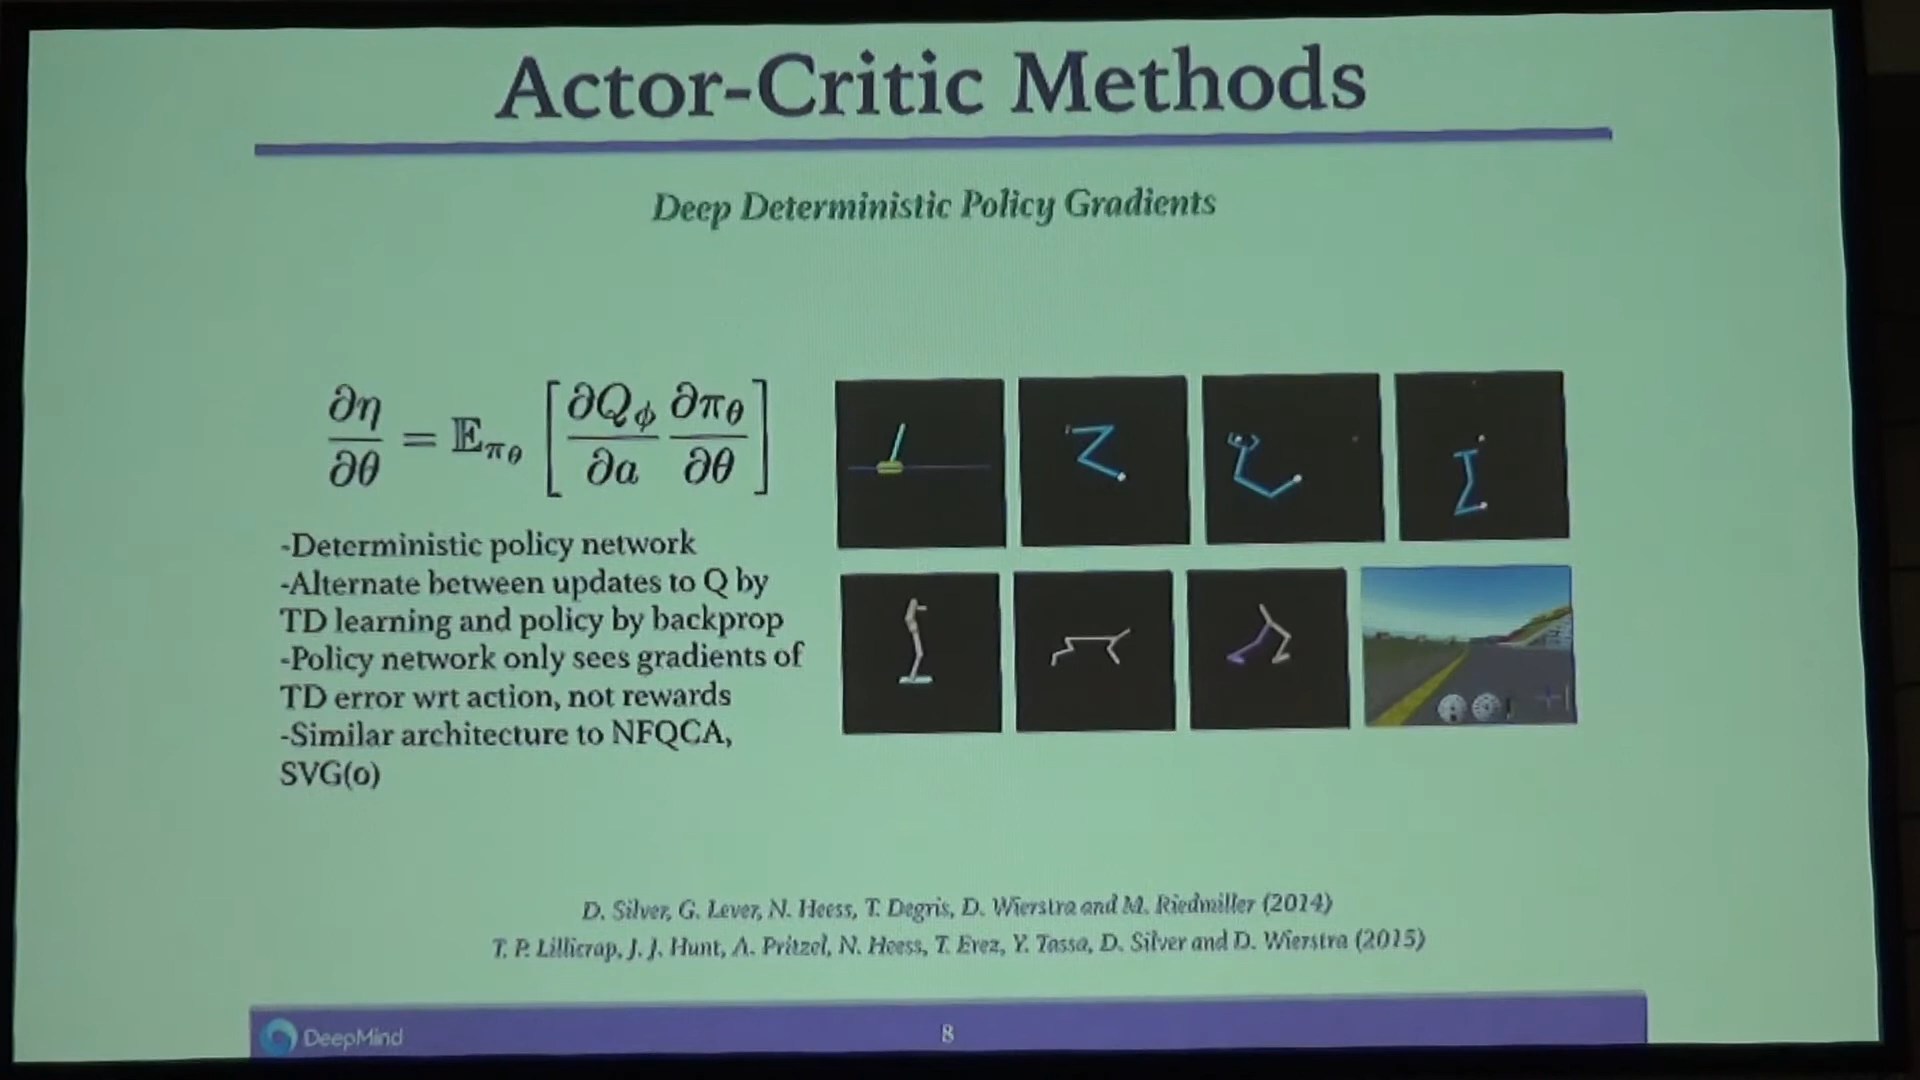 Actor-Critic Methods
Deep Deterministic Policy Gradients
∂η/∂θ = 𝔼_{π_θ} [ ∂Q_ϕ/∂a ∂π_θ/∂θ ]
-Deterministic policy network
-Alternate between updates to Q by
TD learning and policy by backprop
-Policy network only sees gradients of
TD error wrt action, not rewards
-Similar architecture to NFQCA,
SVG(0)
D. Silver, G. Lever, N. Heess, T. Degris, D. Wierstra and M. Riedmiller (2014)
T. P. Lillicrap, J. J. Hunt, A. Pritzel, N. Heess, T. Erez, Y. Tassa, D. Silver and D. Wierstra (2015)
DeepMind
8